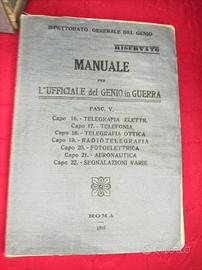 ISPETTORATO GENERALE DEL GENIO
RISERVATO
MANUALE
PER
L'UFFICIALE del GENIO in GUERRA
FASC. V.
Capo 16. - TELEGRAFIA ELETTR.
Capo 17. - TELEFONIA
Capo 18. - TELEGRAFIA OTTICA
Capo 19. - RADIOTELEGRAFIA
Capo 20. - FOTOELETTRICA
Capo 21. - AERONAUTICA
Capo 22. - SEGNALAZIONI VARIE
ROMA